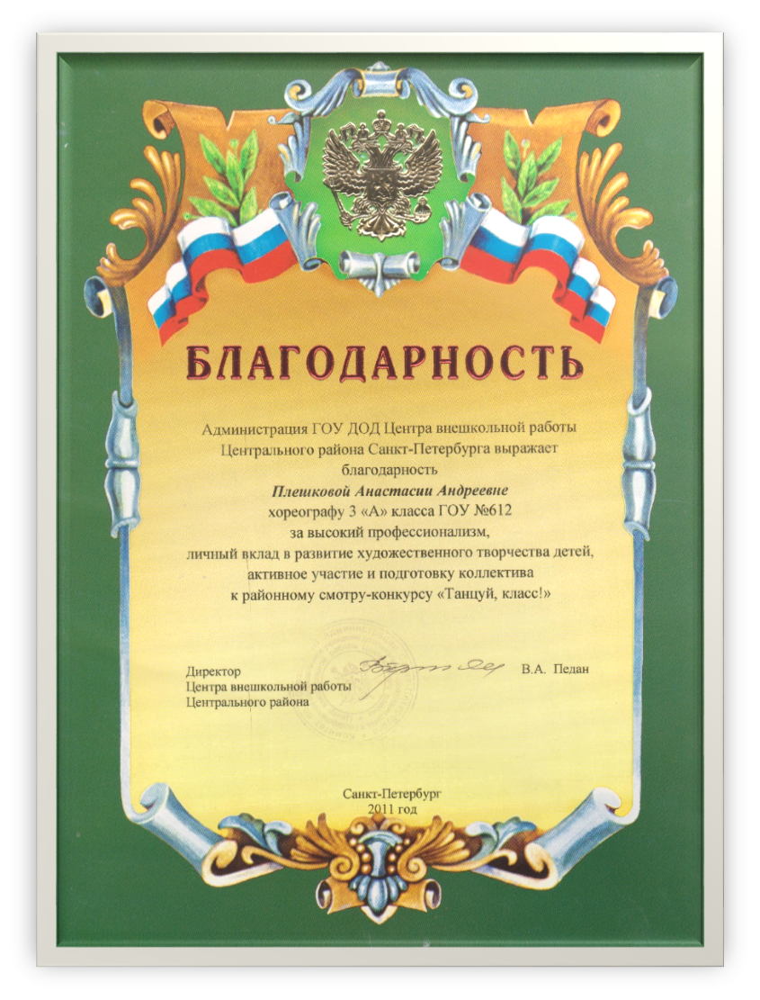 БЛАГОДАРНОСТЬ
Администрация ГОУ ДОД Центра внешкольной работы
Центрального района Санкт-Петербурга выражает
благодарность
Плешковой Анастасии Андреевне
хореографу 3 «А» класса ГОУ №612
за высокий профессионализм,
личный вклад в развитие художественного творчества детей,
активное участие и подготовку коллектива
к районному смотру-конкурсу «Танцуй, класс!»
Директор
Центра внешкольной работы
Центрального района
В.А. Педан
Санкт-Петербург
2011 год